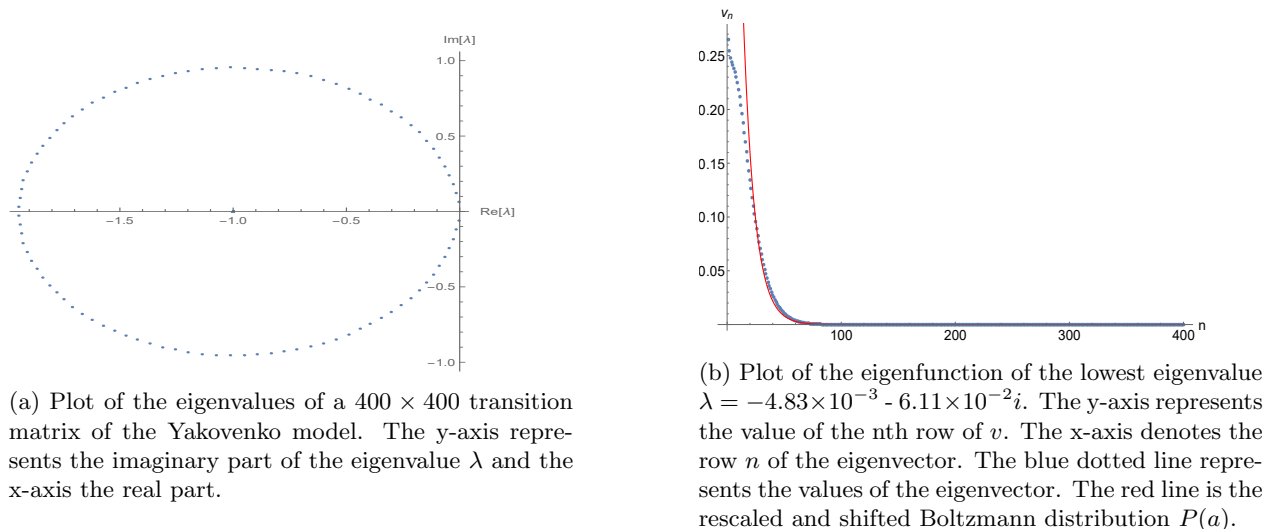 Im[λ]
1.0
0.5
Re[λ]
−1.5
−1.0
−0.5
−0.5
−1.0
(a) Plot of the eigenvalues of a 400 × 400 transition
matrix of the Yakovenko model. The y-axis repre-
sents the imaginary part of the eigenvalue λ and the
x-axis the real part.
vn
0.25
0.20
0.15
0.10
0.05
n
100
200
300
400
(b) Plot of the eigenfunction of the lowest eigenvalue
λ = −4.83×10⁻³ - 6.11×10⁻²i. The y-axis represents
the value of the nth row of v. The x-axis denotes the
row n of the eigenvector. The blue dotted line repre-
sents the values of the eigenvector. The red line is the
rescaled and shifted Boltzmann distribution P(a).